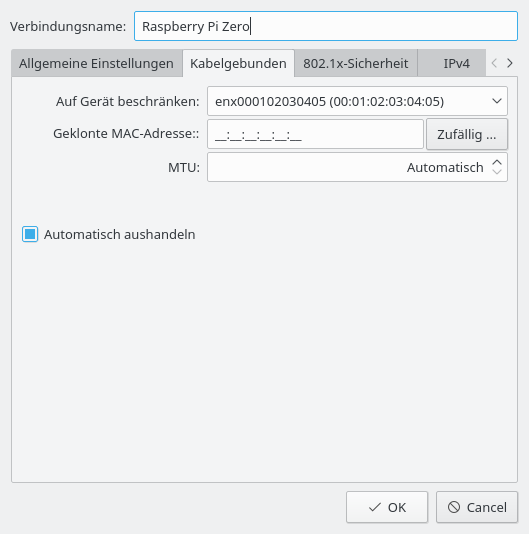 Verbindungsname: Raspberry Pi Zero
Allgemeine Einstellungen Kabelgebunden 802.1x-Sicherheit IPv4
Auf Gerät beschränken: enx000102030405 (00:01:02:03:04:05)
Geklonte MAC-Adresse:: __:__:__:__:__:__ Zufällig ...
MTU: Automatisch
Automatisch aushandeln
OK Cancel